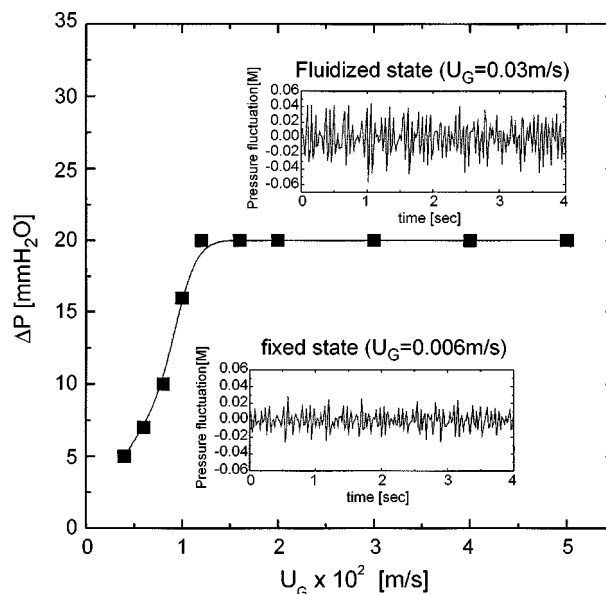 35
30
25
20
15
10
5
0
ΔP [mmH₂O]
Fluidized state (U_G=0.03m/s)
Pressure fluctuation[M]
0.06
0.04
0.02
0.00
-0.02
-0.04
-0.06
0 1 2 3 4
time [sec]
fixed state (U_G=0.006m/s)
Pressure fluctuation[M]
0.06
0.04
0.02
0.00
-0.02
-0.04
-0.06
0 1 2 3 4
time [sec]
0 1 2 3 4 5
U_G x 10² [m/s]